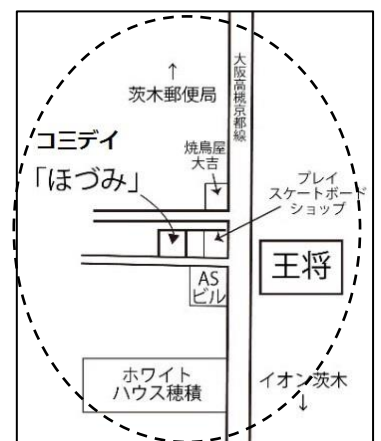 ↑
茨木郵便局
大阪高槻京都線
コミデイ
「ほづみ」
焼鳥屋
大吉
プレイ
スケートボード
ショップ
王将
AS
ビル
ホワイト
ハウス穂積
イオン茨木
↓